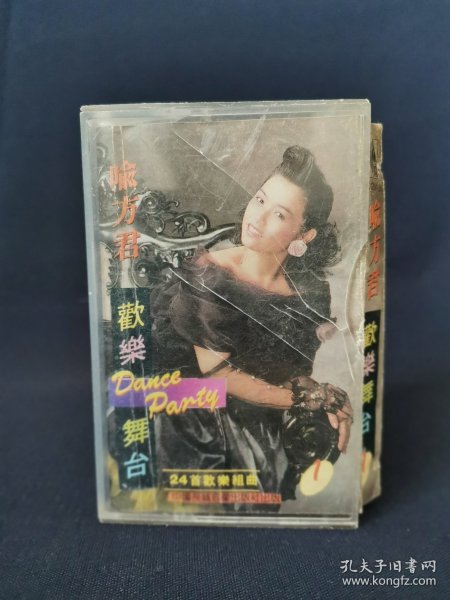 喻方君
歡樂舞台
Dance
Party
24首歡樂組曲
1
喻方君
歡樂舞台
孔夫子旧书网
www.kongfz.com